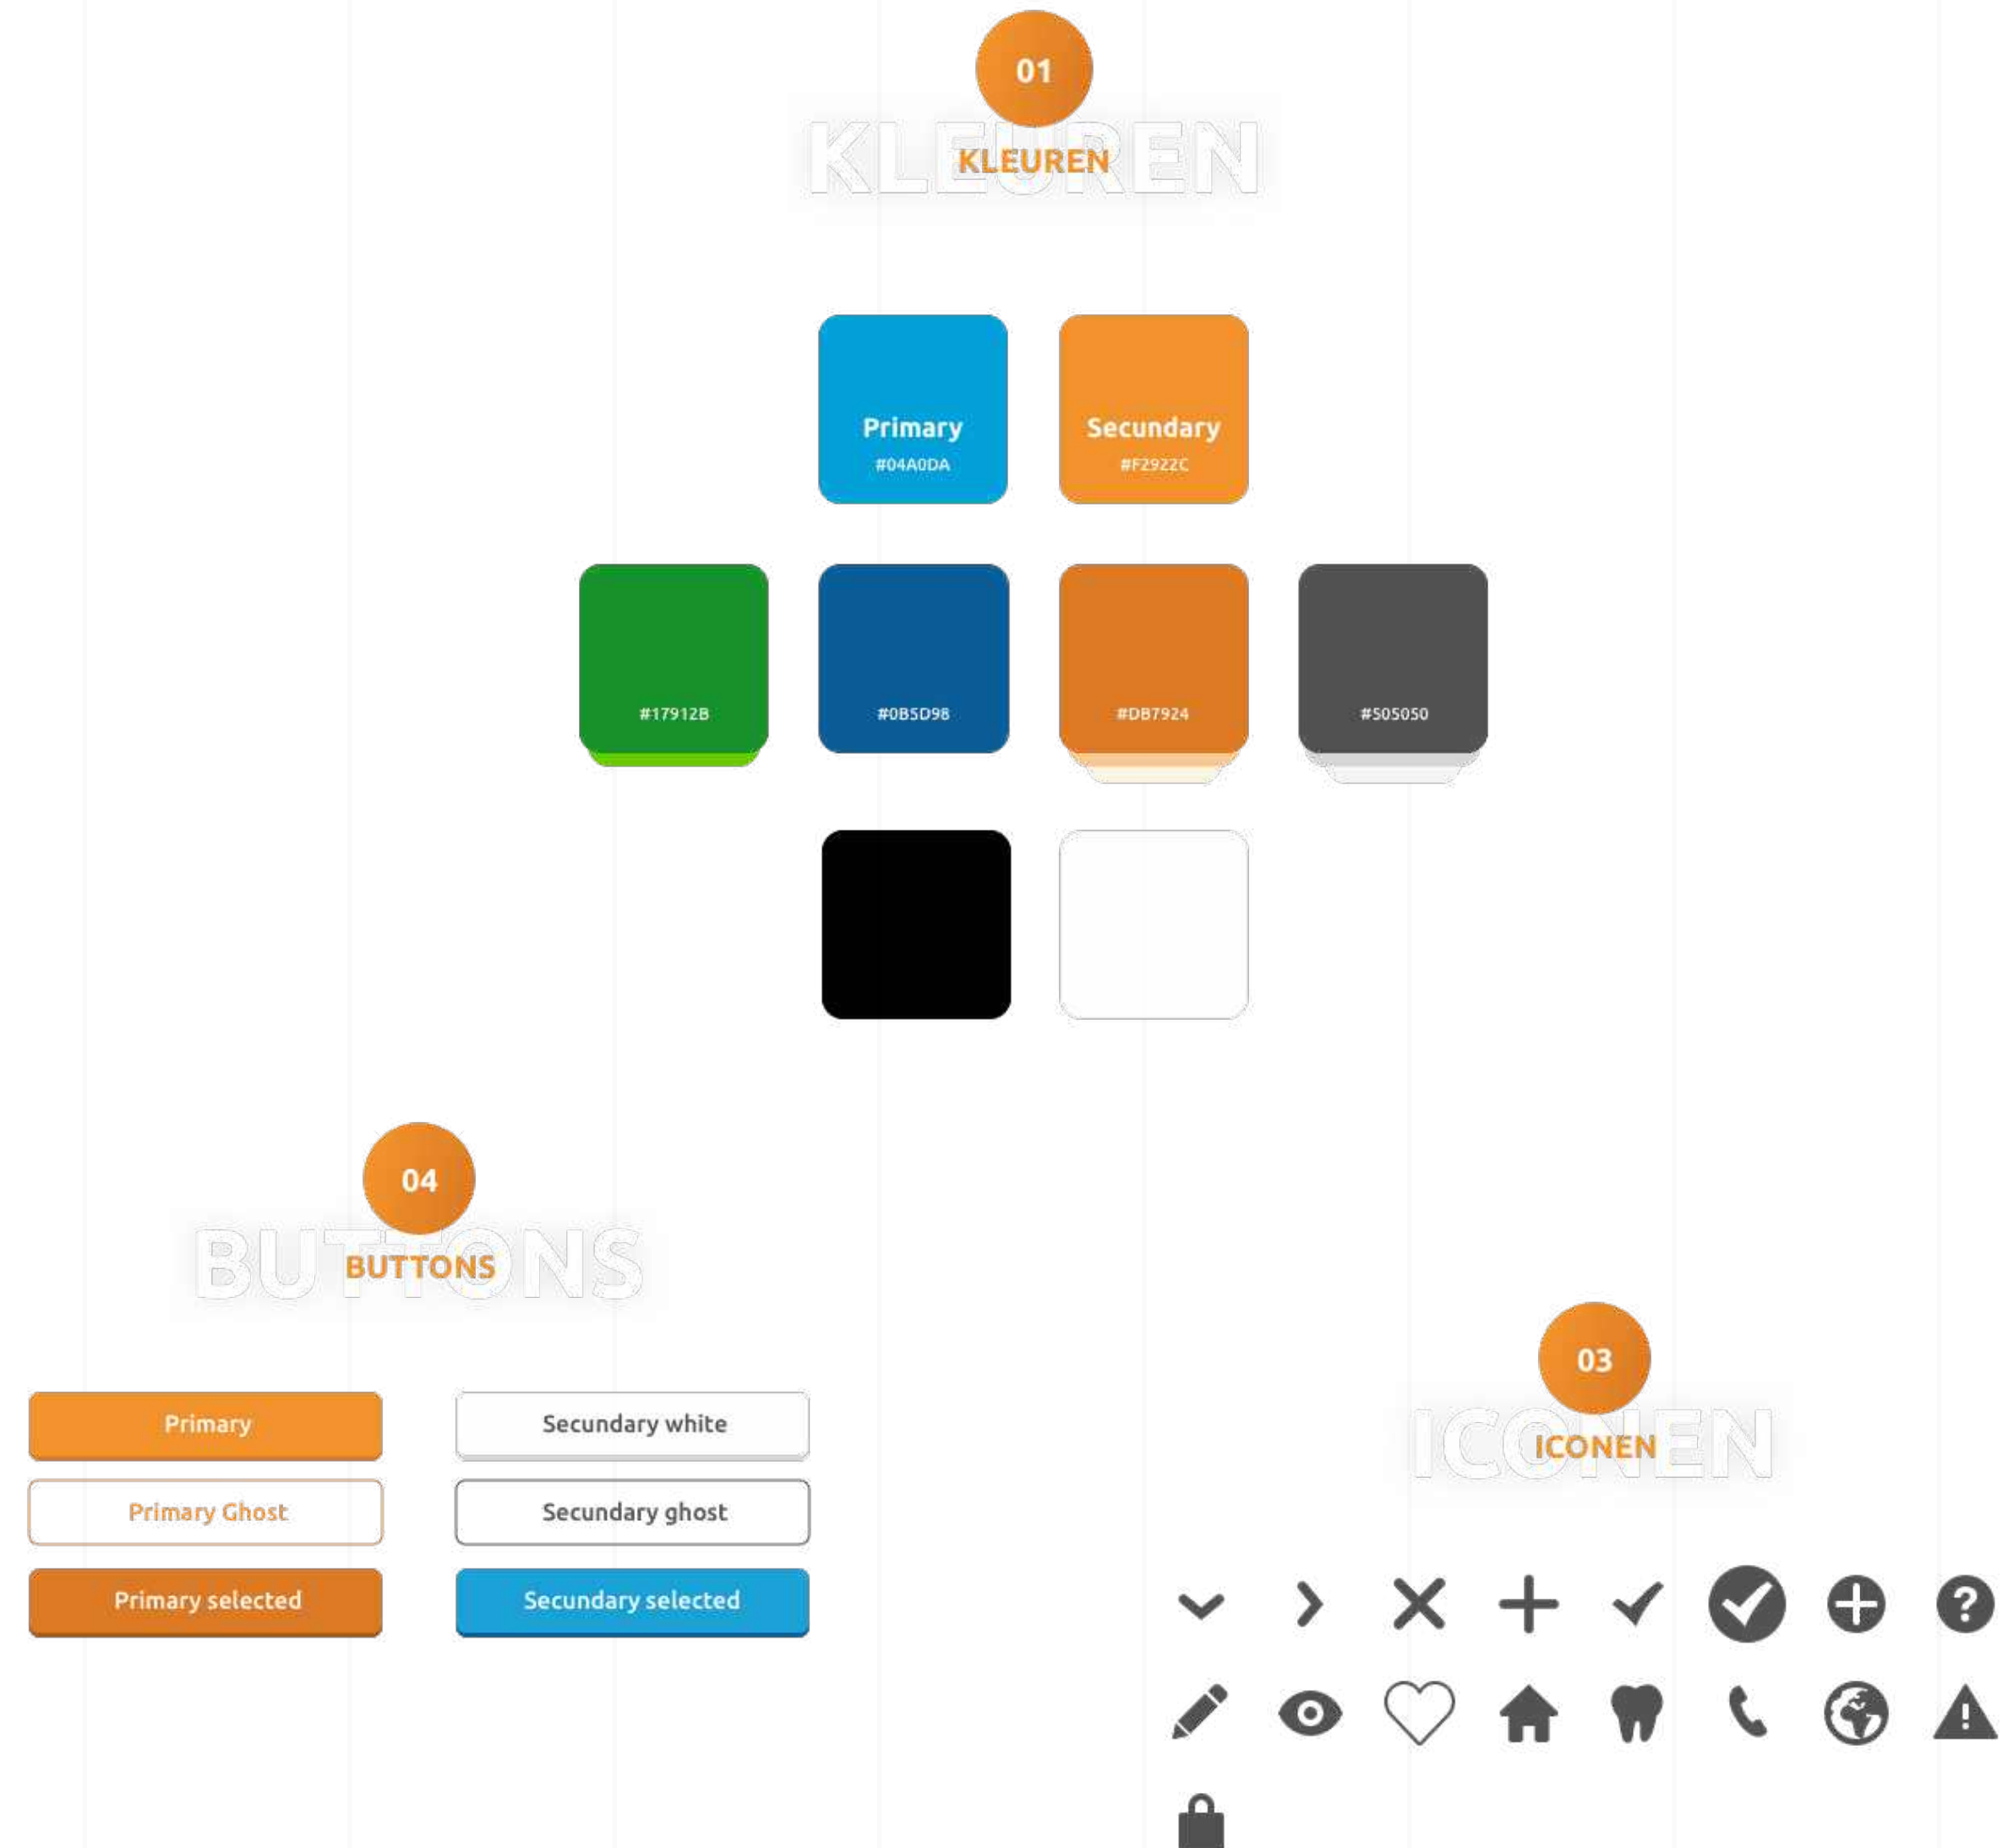 01
KLEUREN
KLEUREN
Primary
#04A0DA
Secundary
#F2922C
#17912B
#0B5D98
#DB7924
#505050
04
BUTTONS
BUTTONS
Primary
Secundary white
Primary Ghost
Secundary ghost
Primary selected
Secundary selected
03
ICONEN
ICONEN